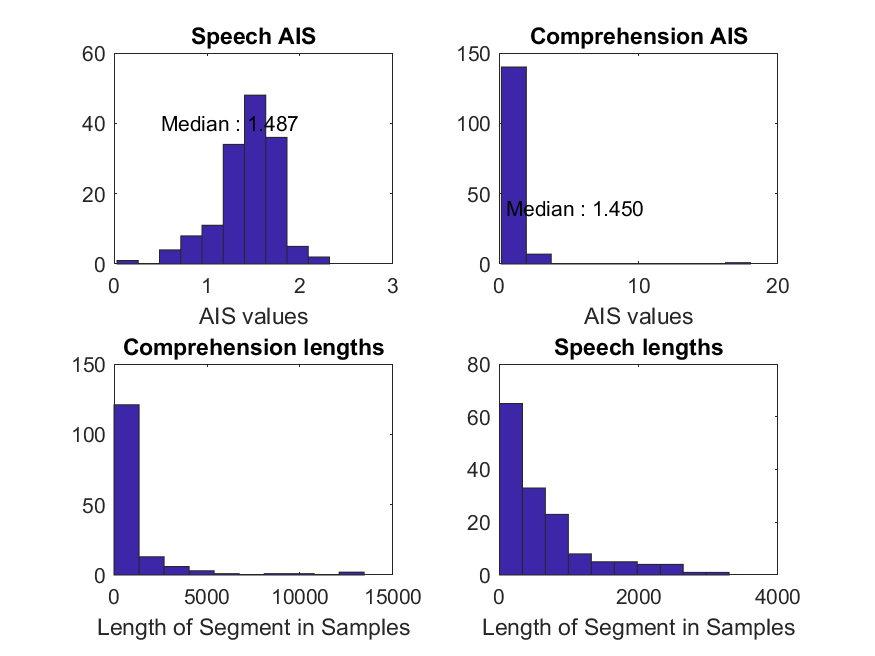 Speech AIS
60
40
20
0
Median : 1.487
0 1 2 3
AIS values
Comprehension AIS
150
100
50
0
Median : 1.450
0 10 20
AIS values
Comprehension lengths
150
100
50
0
0 5000 10000 15000
Length of Segment in Samples
Speech lengths
80
60
40
20
0
0 2000 4000
Length of Segment in Samples